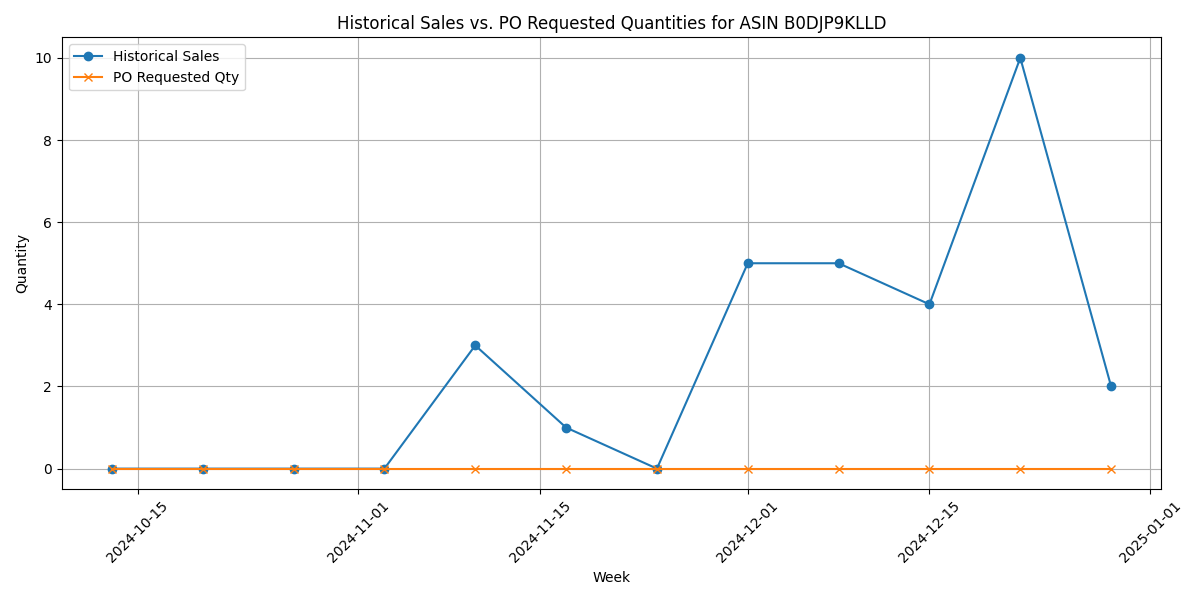 Historical Sales vs. PO Requested Quantities for ASIN B0DJP9KLLD
Historical Sales
PO Requested Qty
Quantity
10
8
6
4
2
0
2024-10-15
2024-11-01
2024-11-15
2024-12-01
2024-12-15
2025-01-01
Week